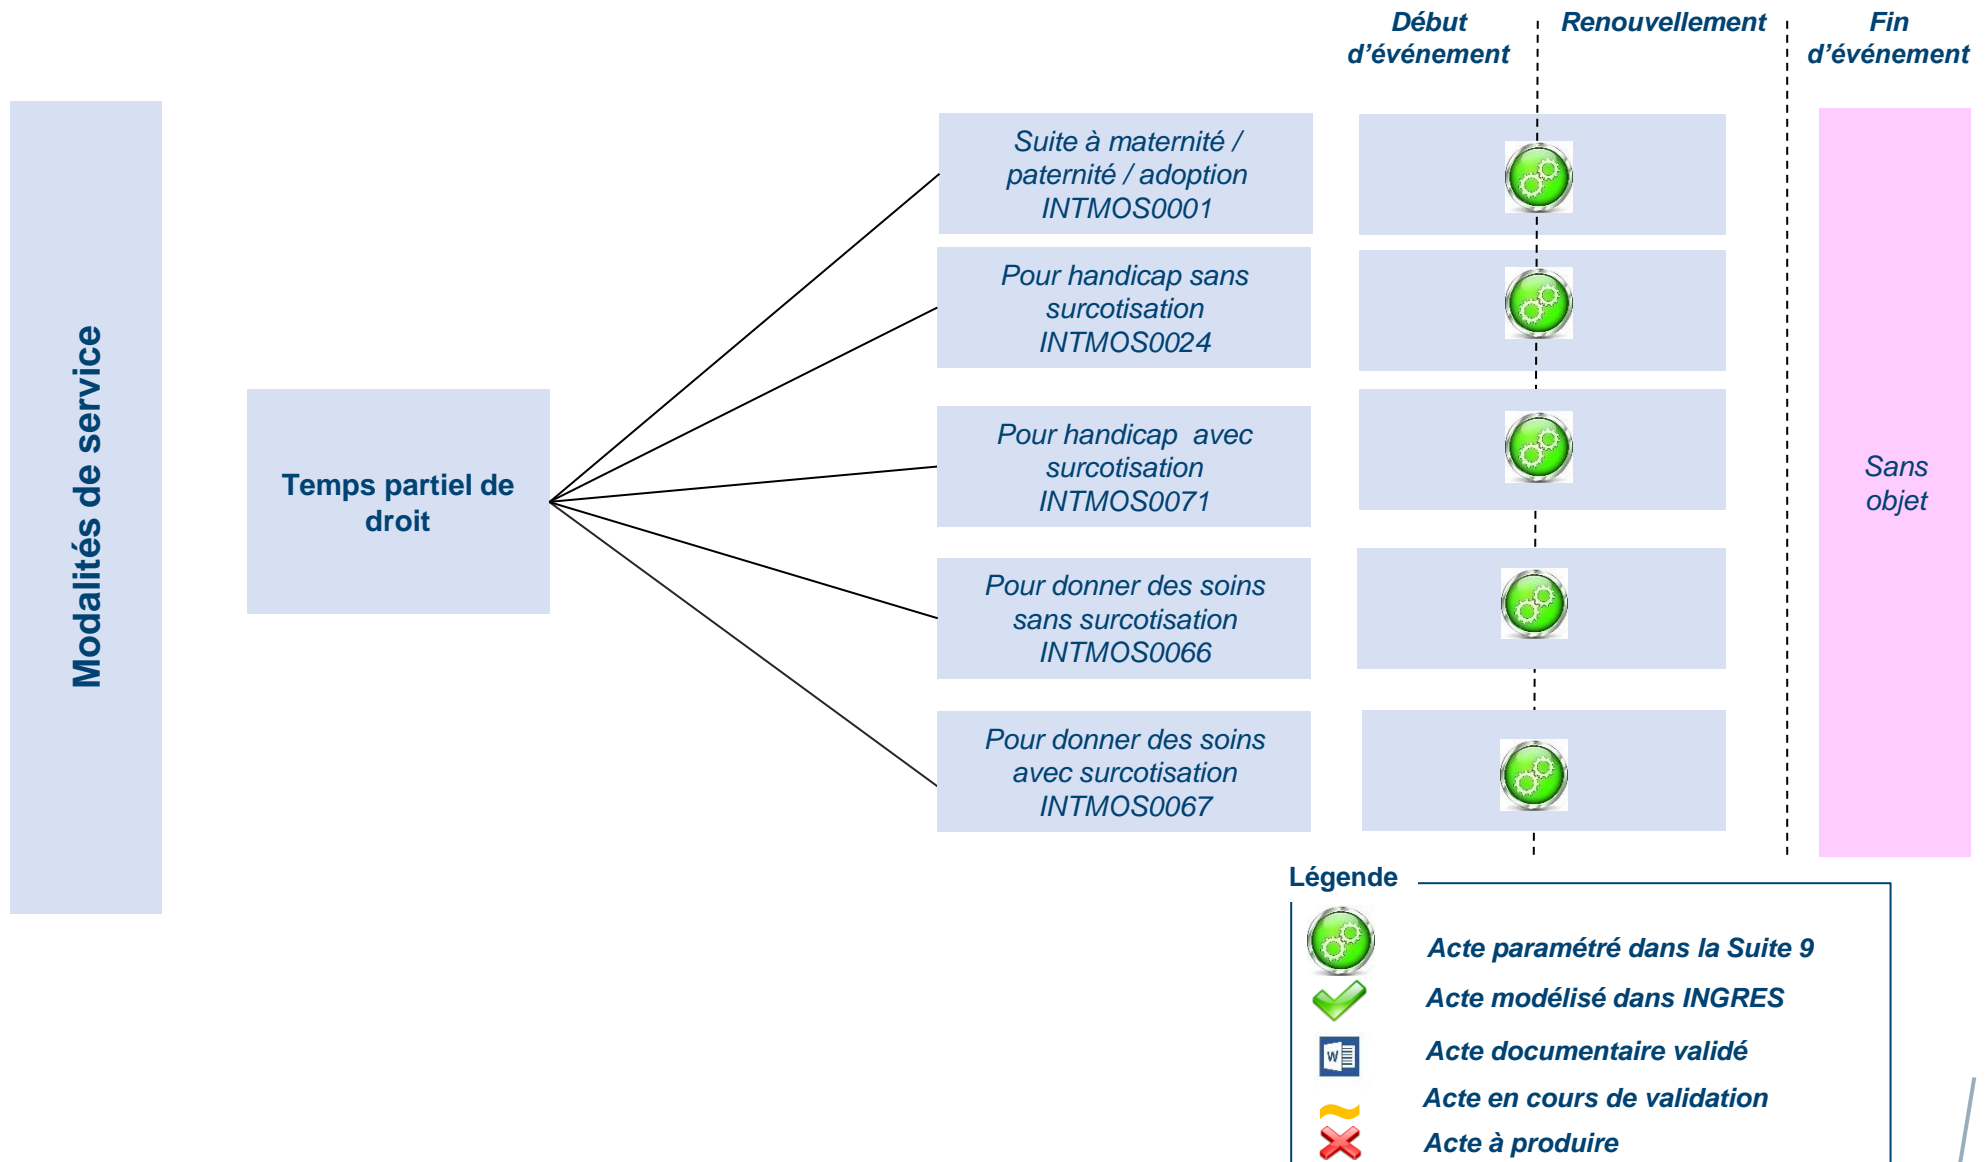 Début
d’événement
Renouvellement
Fin
d’événement
Modalités de service
Temps partiel de
droit
Suite à maternité /
paternité / adoption
INTMOS0001
Pour handicap sans
surcotisation
INTMOS0024
Pour handicap  avec
surcotisation
INTMOS0071
Pour donner des soins
sans surcotisation
INTMOS0066
Pour donner des soins
avec surcotisation
INTMOS0067
Sans
objet
Légende
Acte paramétré dans la Suite 9
Acte modélisé dans INGRES
W
Acte documentaire validé
Acte en cours de validation
Acte à produire